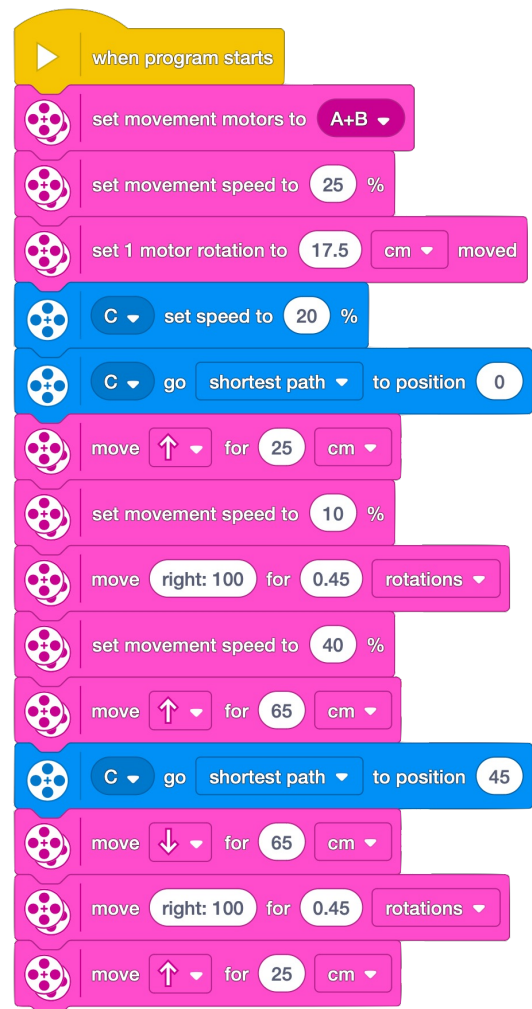 when program starts
set movement motors to A+B
set movement speed to 25 %
set 1 motor rotation to 17.5 cm moved
C set speed to 20 %
C go shortest path to position 0
move for 25 cm
set movement speed to 10 %
move right: 100 for 0.45 rotations
set movement speed to 40 %
move for 65 cm
C go shortest path to position 45
move for 65 cm
move right: 100 for 0.45 rotations
move for 25 cm